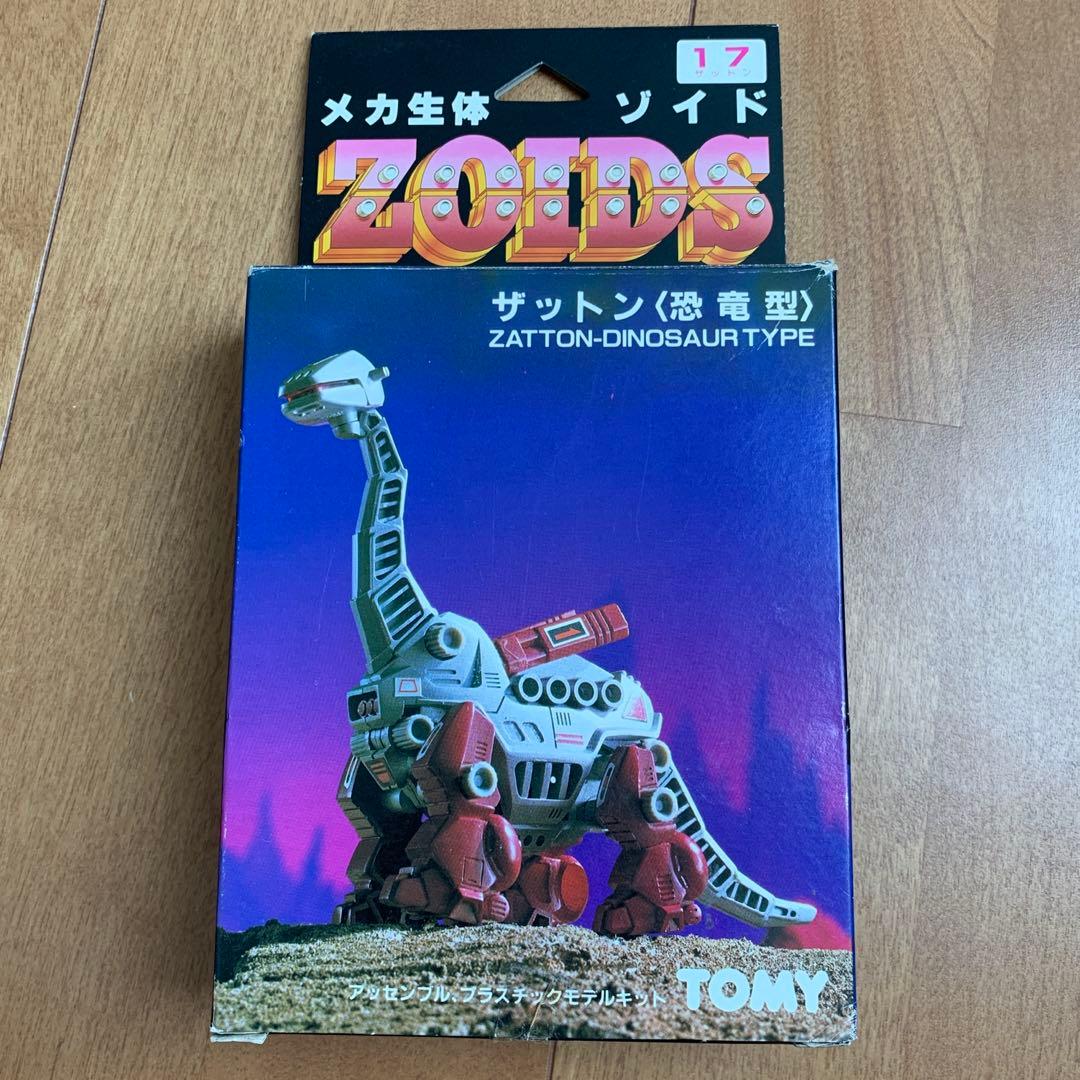 17
ザットン
メカ生体 ゾイド
ZOIDS
ザットン〈恐竜型〉
ZATTON-DINOSAUR TYPE
アッセンブル、プラスチックモデルキット
TOMY